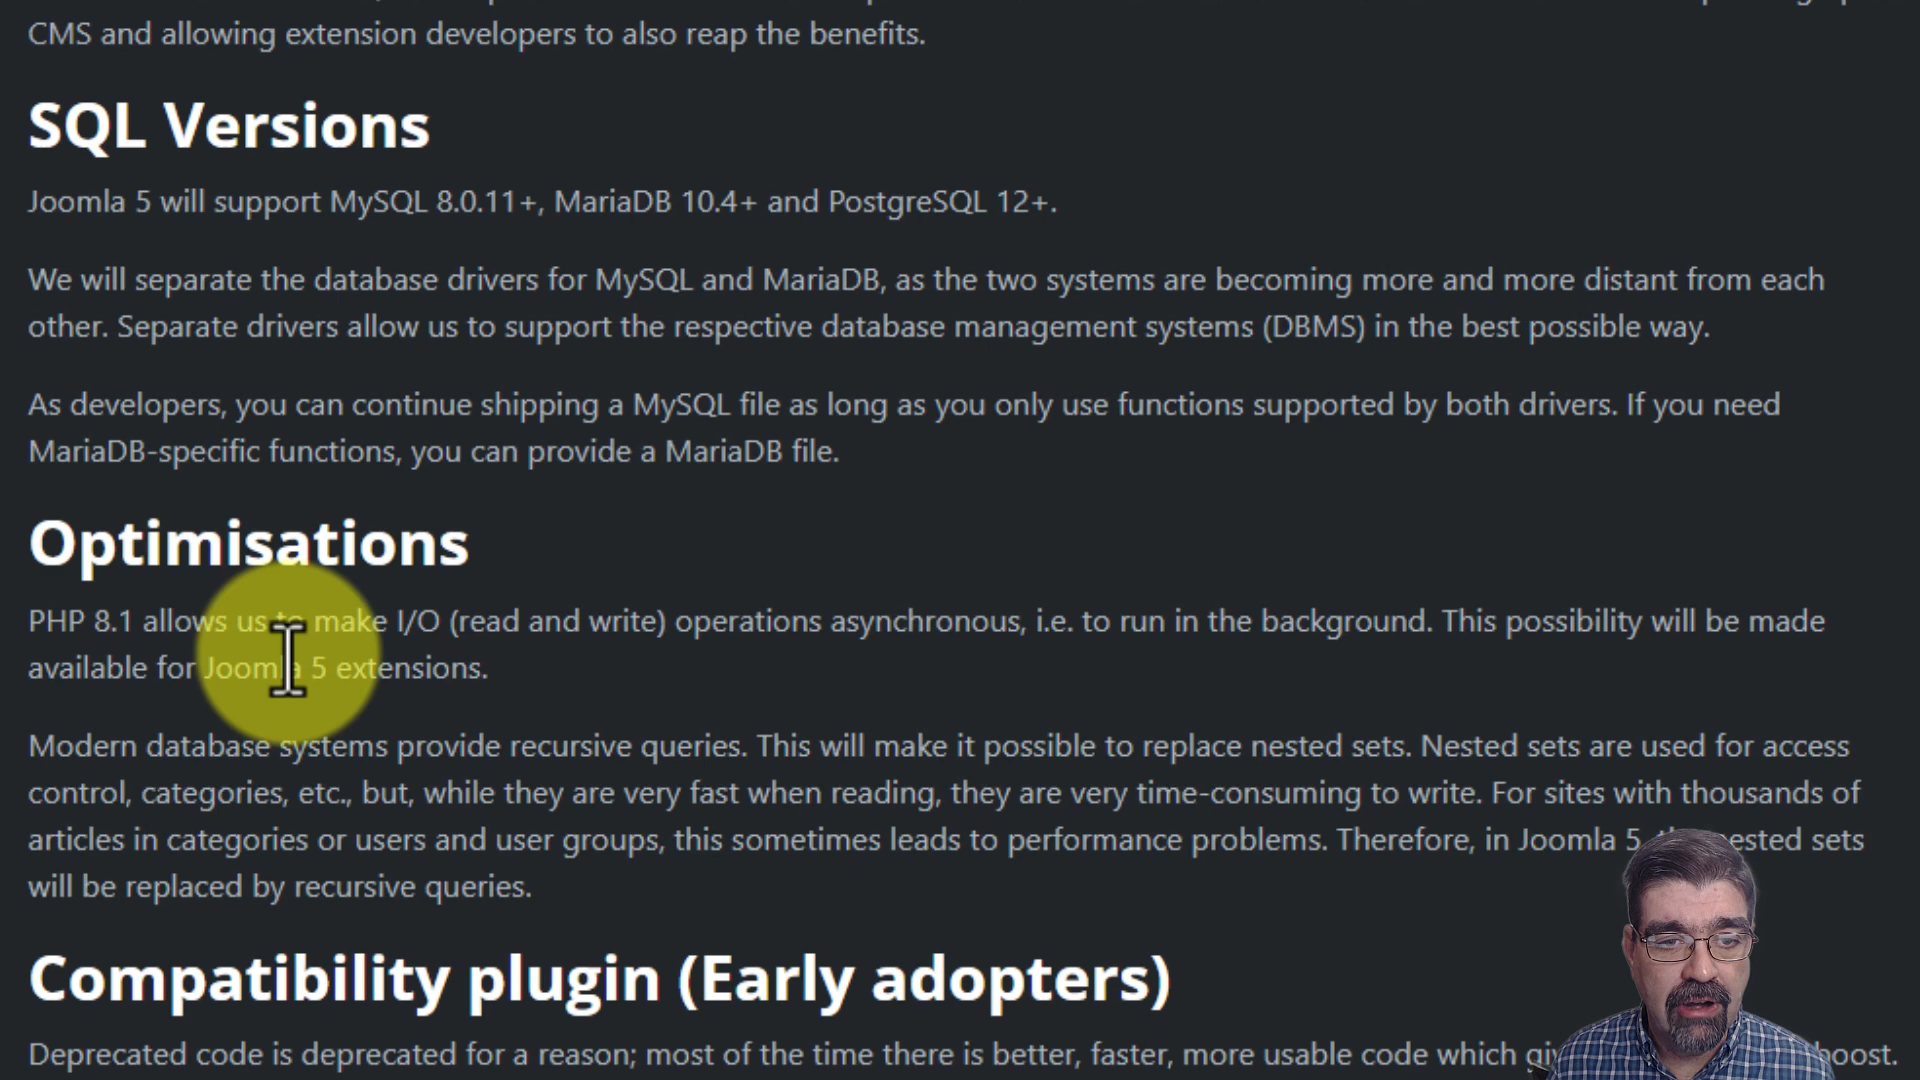 CMS and allowing extension developers to also reap the benefits.
SQL Versions
Joomla 5 will support MySQL 8.0.11+, MariaDB 10.4+ and PostgreSQL 12+.
We will separate the database drivers for MySQL and MariaDB, as the two systems are becoming more and more distant from each
other. Separate drivers allow us to support the respective database management systems (DBMS) in the best possible way.
As developers, you can continue shipping a MySQL file as long as you only use functions supported by both drivers. If you need
MariaDB-specific functions, you can provide a MariaDB file.
Optimisations
PHP 8.1 allows us to make I/O (read and write) operations asynchronous, i.e. to run in the background. This possibility will be made
available for Joomla 5 extensions.
Modern database systems provide recursive queries. This will make it possible to replace nested sets. Nested sets are used for access
control, categories, etc., but, while they are very fast when reading, they are very time-consuming to write. For sites with thousands of
articles in categories or users and user groups, this sometimes leads to performance problems. Therefore, in Joomla 5, the nested sets
will be replaced by recursive queries.
Compatibility plugin (Early adopters)
Deprecated code is deprecated for a reason; most of the time there is better, faster, more usable code which boost.